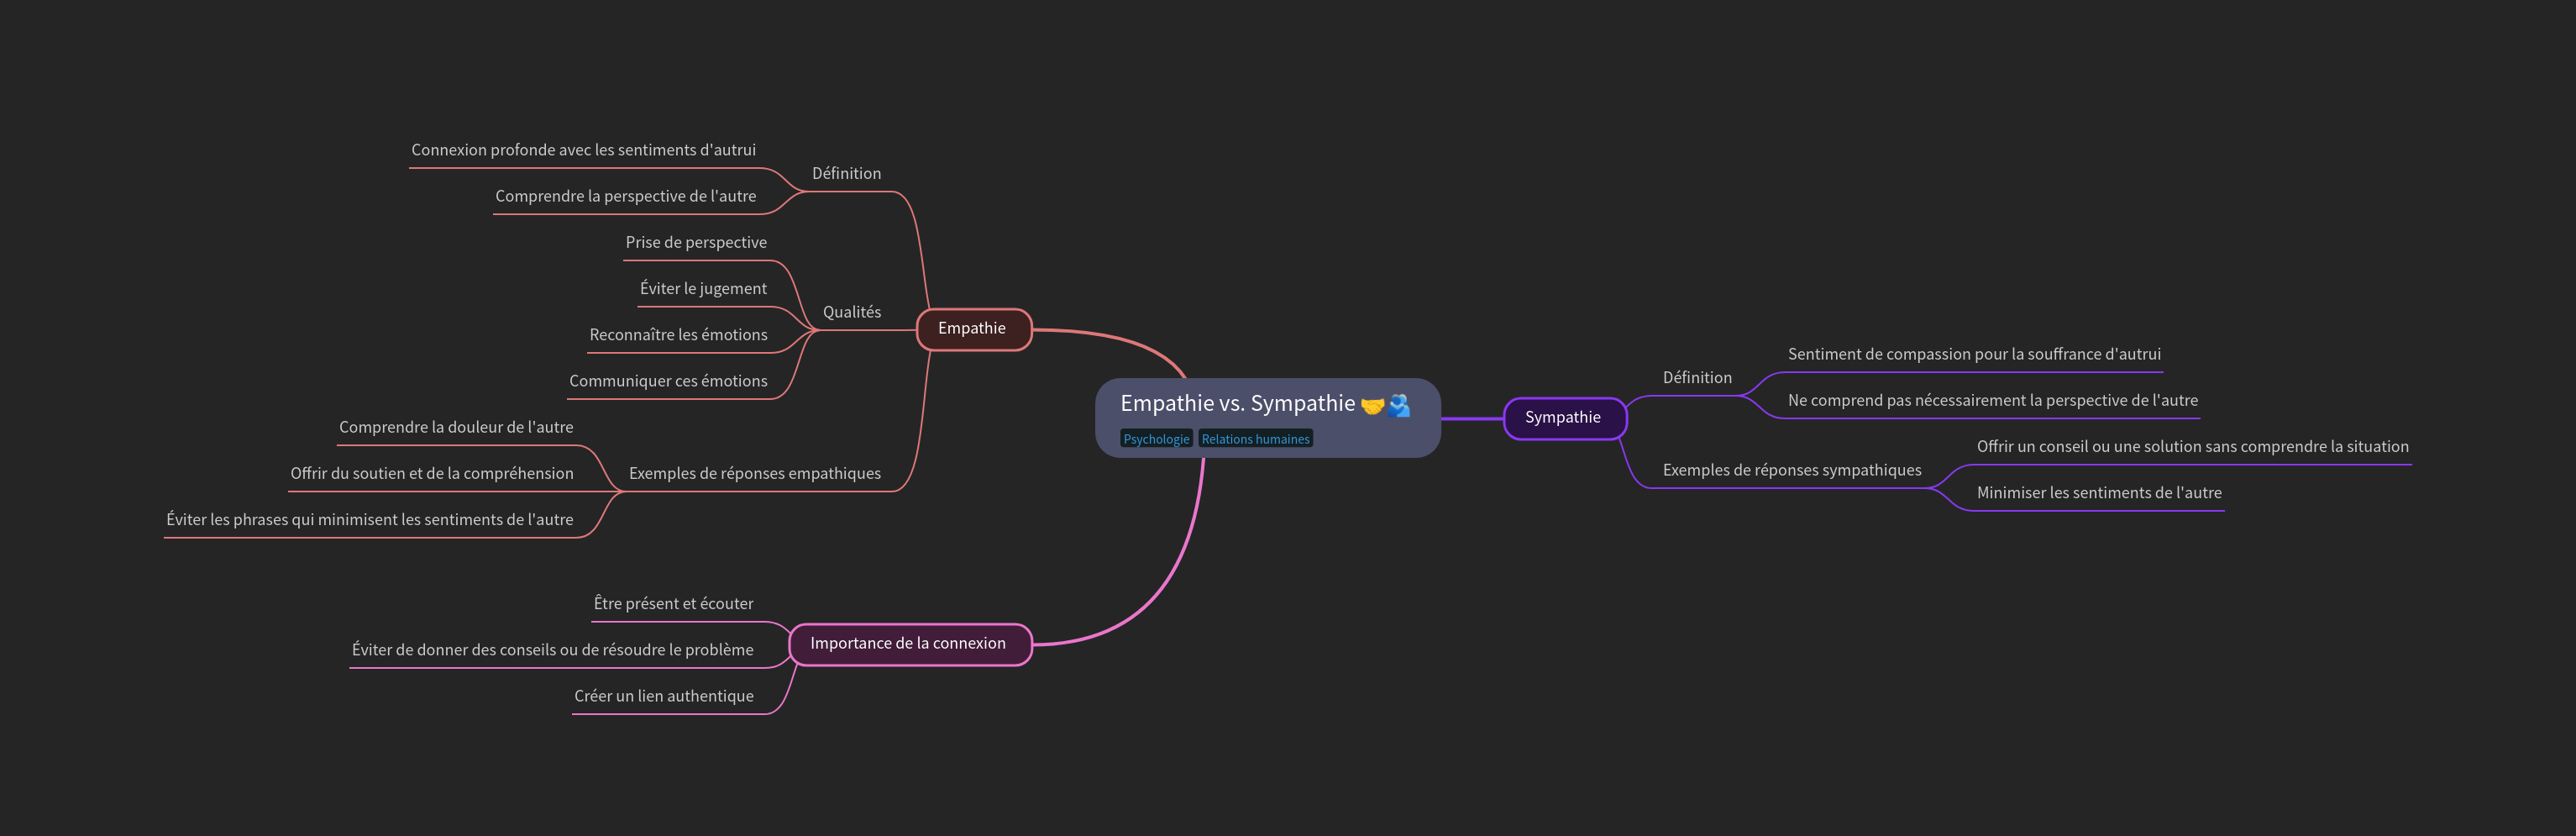 Empathie vs. Sympathie 🤝🫂
Psychologie Relations humaines
Empathie
Définition
Connexion profonde avec les sentiments d'autrui
Comprendre la perspective de l'autre
Qualités
Prise de perspective
Éviter le jugement
Reconnaître les émotions
Communiquer ces émotions
Exemples de réponses empathiques
Comprendre la douleur de l'autre
Offrir du soutien et de la compréhension
Éviter les phrases qui minimisent les sentiments de l'autre
Importance de la connexion
Être présent et écouter
Éviter de donner des conseils ou de résoudre le problème
Créer un lien authentique
Sympathie
Définition
Sentiment de compassion pour la souffrance d'autrui
Ne comprend pas nécessairement la perspective de l'autre
Exemples de réponses sympathiques
Offrir un conseil ou une solution sans comprendre la situation
Minimiser les sentiments de l'autre